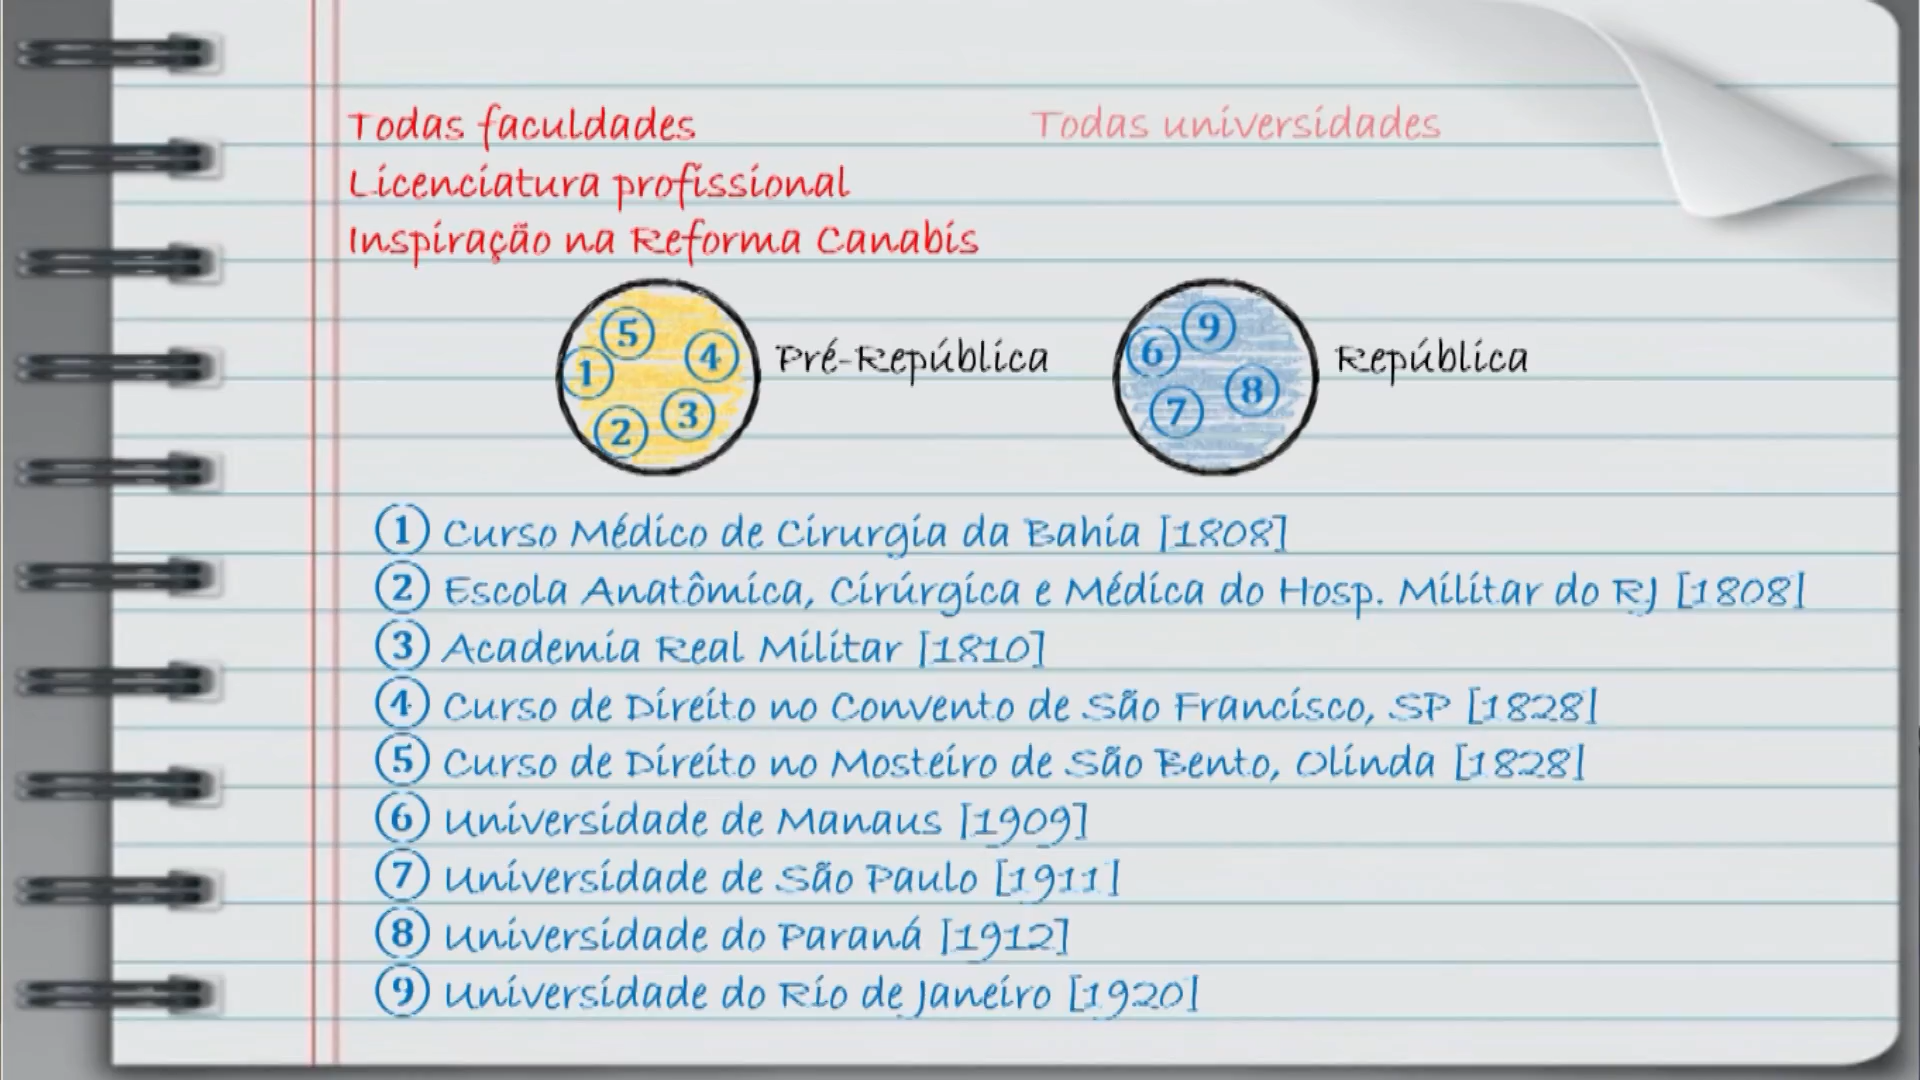 Todas faculdades
Todas universidades
Licenciatura profissional
Inspiração na Reforma Canabis
5
4
1
3
2
Pré-República
9
6
8
7
República
1 Curso Médico de Cirurgia da Bahia [1808]
2 Escola Anatômica, Cirúrgica e Médica do Hosp. Militar do RJ [1808]
3 Academia Real Militar [1810]
4 Curso de Direito no Convento de São Francisco, SP [1828]
5 Curso de Direito no Mosteiro de São Bento, Olinda [1828]
6 Universidade de Manaus [1909]
7 Universidade de São Paulo [1911]
8 Universidade do Paraná [1912]
9 Universidade do Rio de Janeiro [1920]